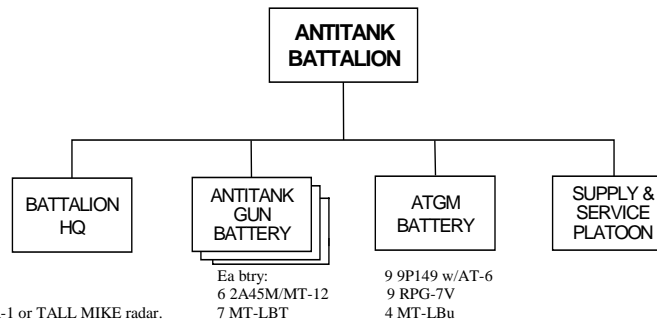 ANTITANK
BATTALION
BATTALION
HQ
ANTITANK
GUN
BATTERY
ATGM
BATTERY
SUPPLY &
SERVICE
PLATOON
Ea btry:
6 2A45M/MT-12
7 MT-LBT
9 9P149 w/AT-6
9 RPG-7V
4 MT-LBu
-1 or TALL MIKE radar.